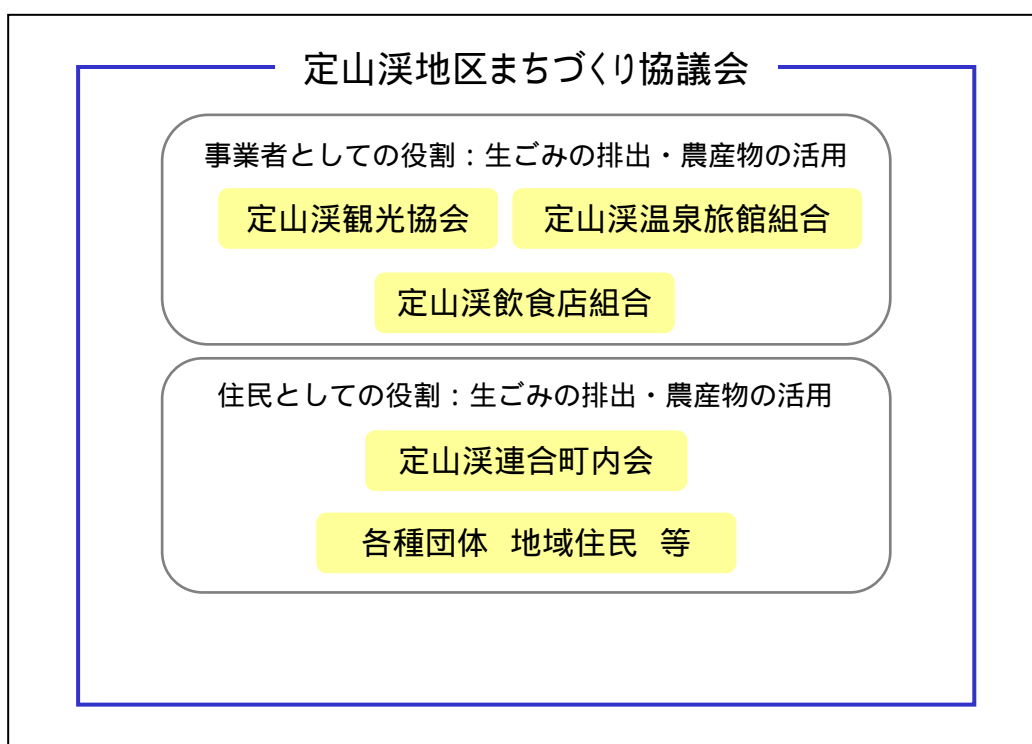 定山渓地区まちづくり協議会
事業者としての役割：生ごみの排出・農産物の活用
定山渓観光協会 定山渓温泉旅館組合
定山渓飲食店組合
住民としての役割：生ごみの排出・農産物の活用
定山渓連合町内会
各種団体 地域住民 等